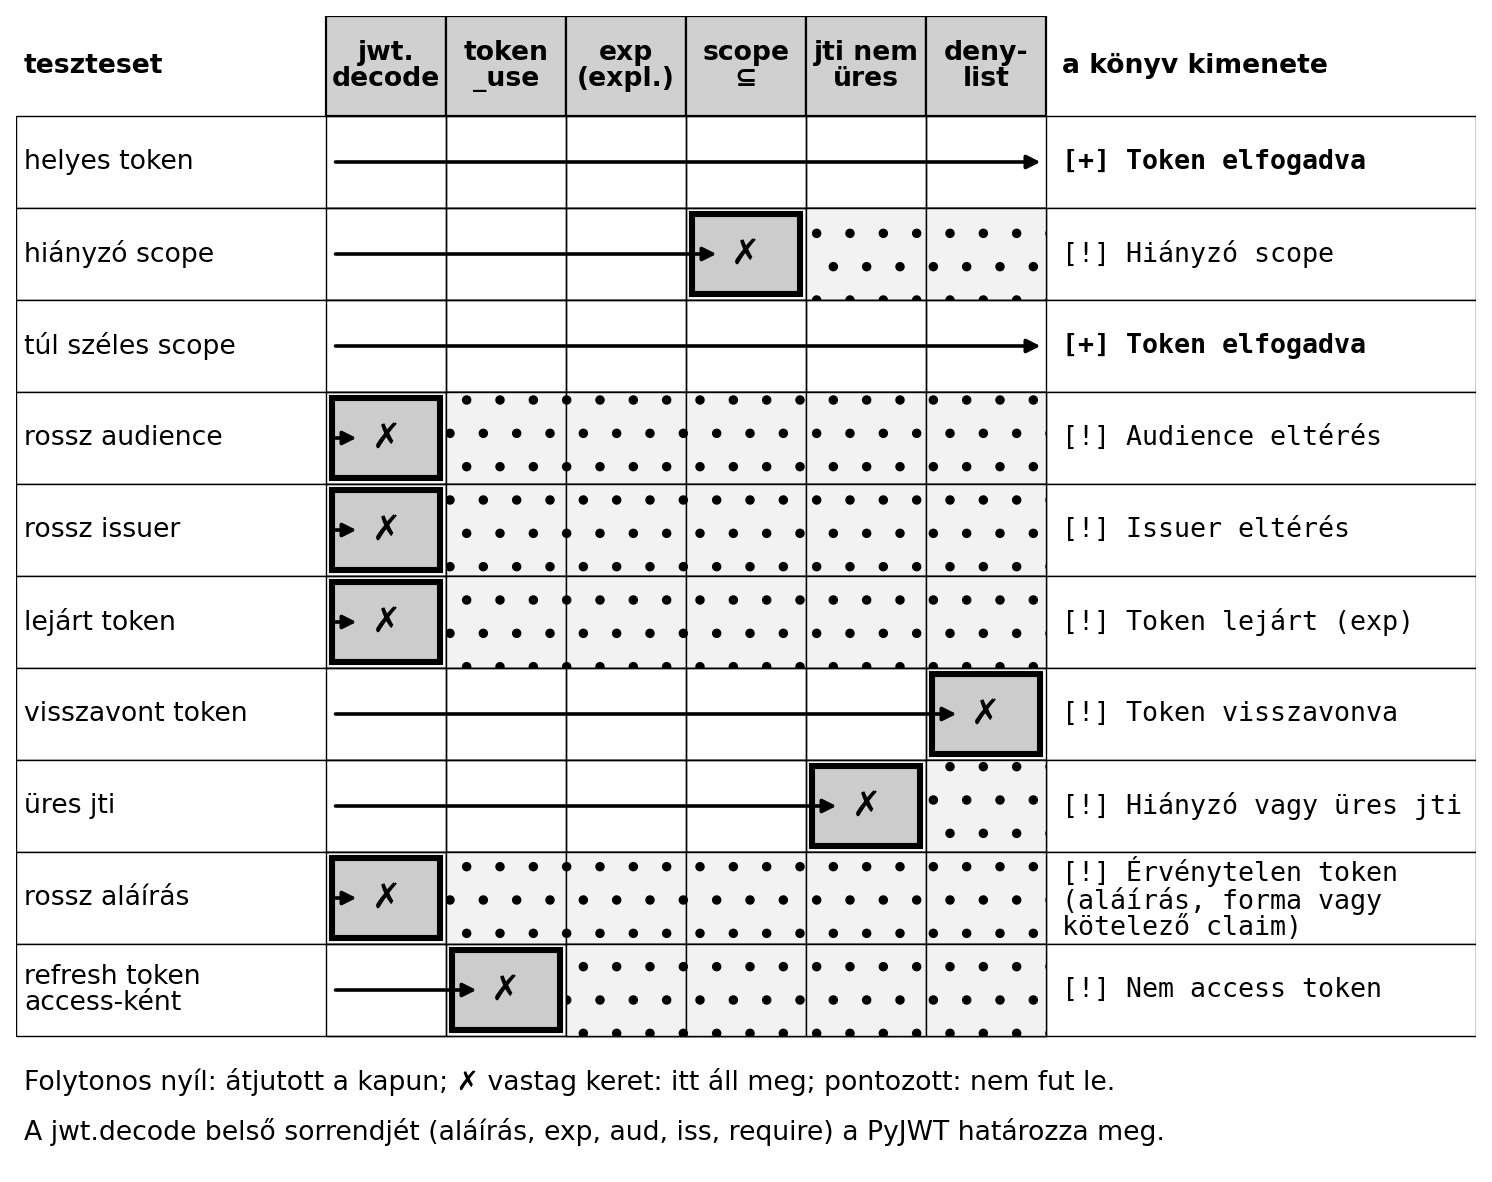 teszteset
jwt.
decode
token
_use
exp
(expl.)
scope
⊆
jti nem
üres
deny-
list
a könyv kimenete
helyes token
[+] Token elfogadva
hiányzó scope
✗
[!] Hiányzó scope
túl széles scope
[+] Token elfogadva
rossz audience
✗
[!] Audience eltérés
rossz issuer
✗
[!] Issuer eltérés
lejárt token
✗
[!] Token lejárt (exp)
visszavont token
✗
[!] Token visszavonva
üres jti
✗
[!] Hiányzó vagy üres jti
rossz aláírás
✗
[!] Érvénytelen token
(aláírás, forma vagy
kötelező claim)
refresh token
access-ként
✗
[!] Nem access token
Folytonos nyíl: átjutott a kapun; ✗ vastag keret: itt áll meg; pontozott: nem fut le.
A jwt.decode belső sorrendjét (aláírás, exp, aud, iss, require) a PyJWT határozza meg.